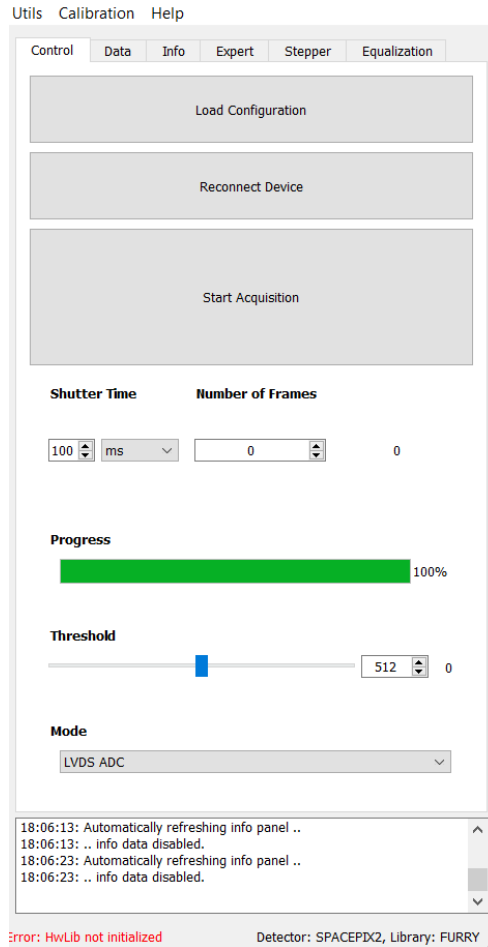 Utils Calibration Help
Control Data Info Expert Stepper Equalization
Load Configuration
Reconnect Device
Start Acquisition
Shutter Time Number of Frames
100 ms 0 0
Progress
100%
Threshold
512 0
Mode
LVDS ADC
18:06:13: Automatically refreshing info panel ..
18:06:13: .. info data disabled.
18:06:23: Automatically refreshing info panel ..
18:06:23: .. info data disabled.
Error: HwLib not initialized Detector: SPACEPIX2, Library: FURRY